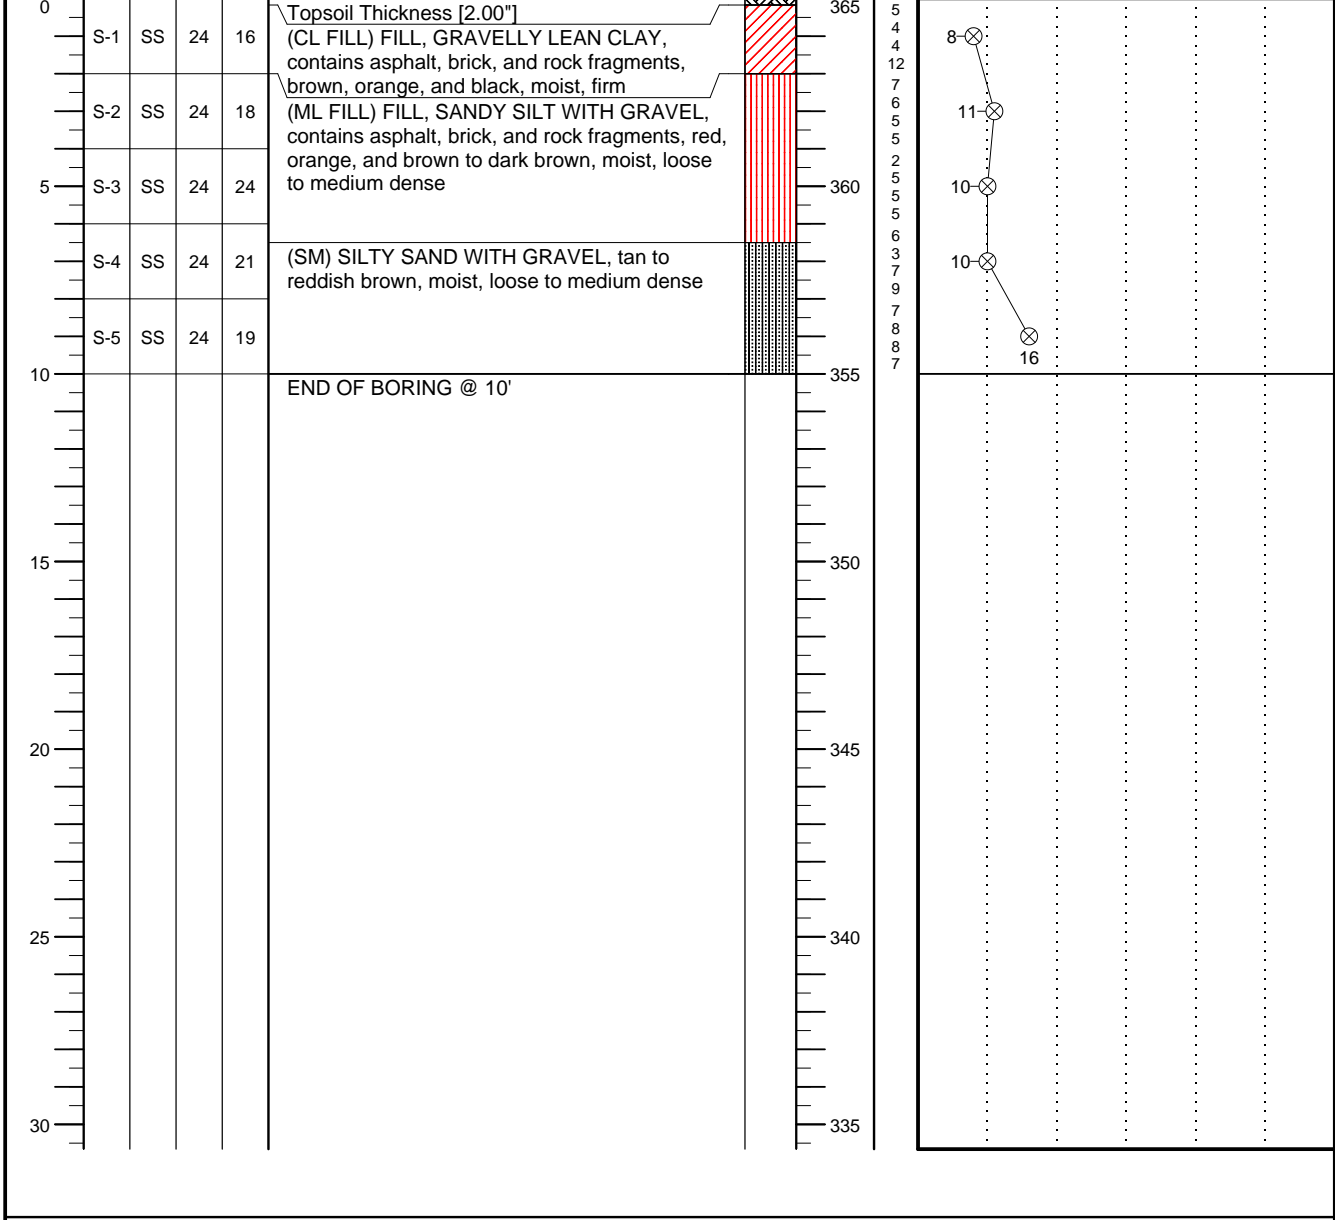 0 Topsoil Thickness [2.00"] 365 5
S-1 SS 24 16 (CL FILL) FILL, GRAVELLY LEAN CLAY, 4 8
contains asphalt, brick, and rock fragments, 4
12
brown, orange, and black, moist, firm 7
S-2 SS 24 18 (ML FILL) FILL, SANDY SILT WITH GRAVEL, 6 11
5
contains asphalt, brick, and rock fragments, red, 5
orange, and brown to dark brown, moist, loose 2
5 S-3 SS 24 24 to medium dense 360 5 10
5
5
6
S-4 SS 24 21 (SM) SILTY SAND WITH GRAVEL, tan to 3 10
7
reddish brown, moist, loose to medium dense 9
7
S-5 SS 24 19 8
8 16
7
10 END OF BORING @ 10' 355
15 350
20 345
25 340
30 335